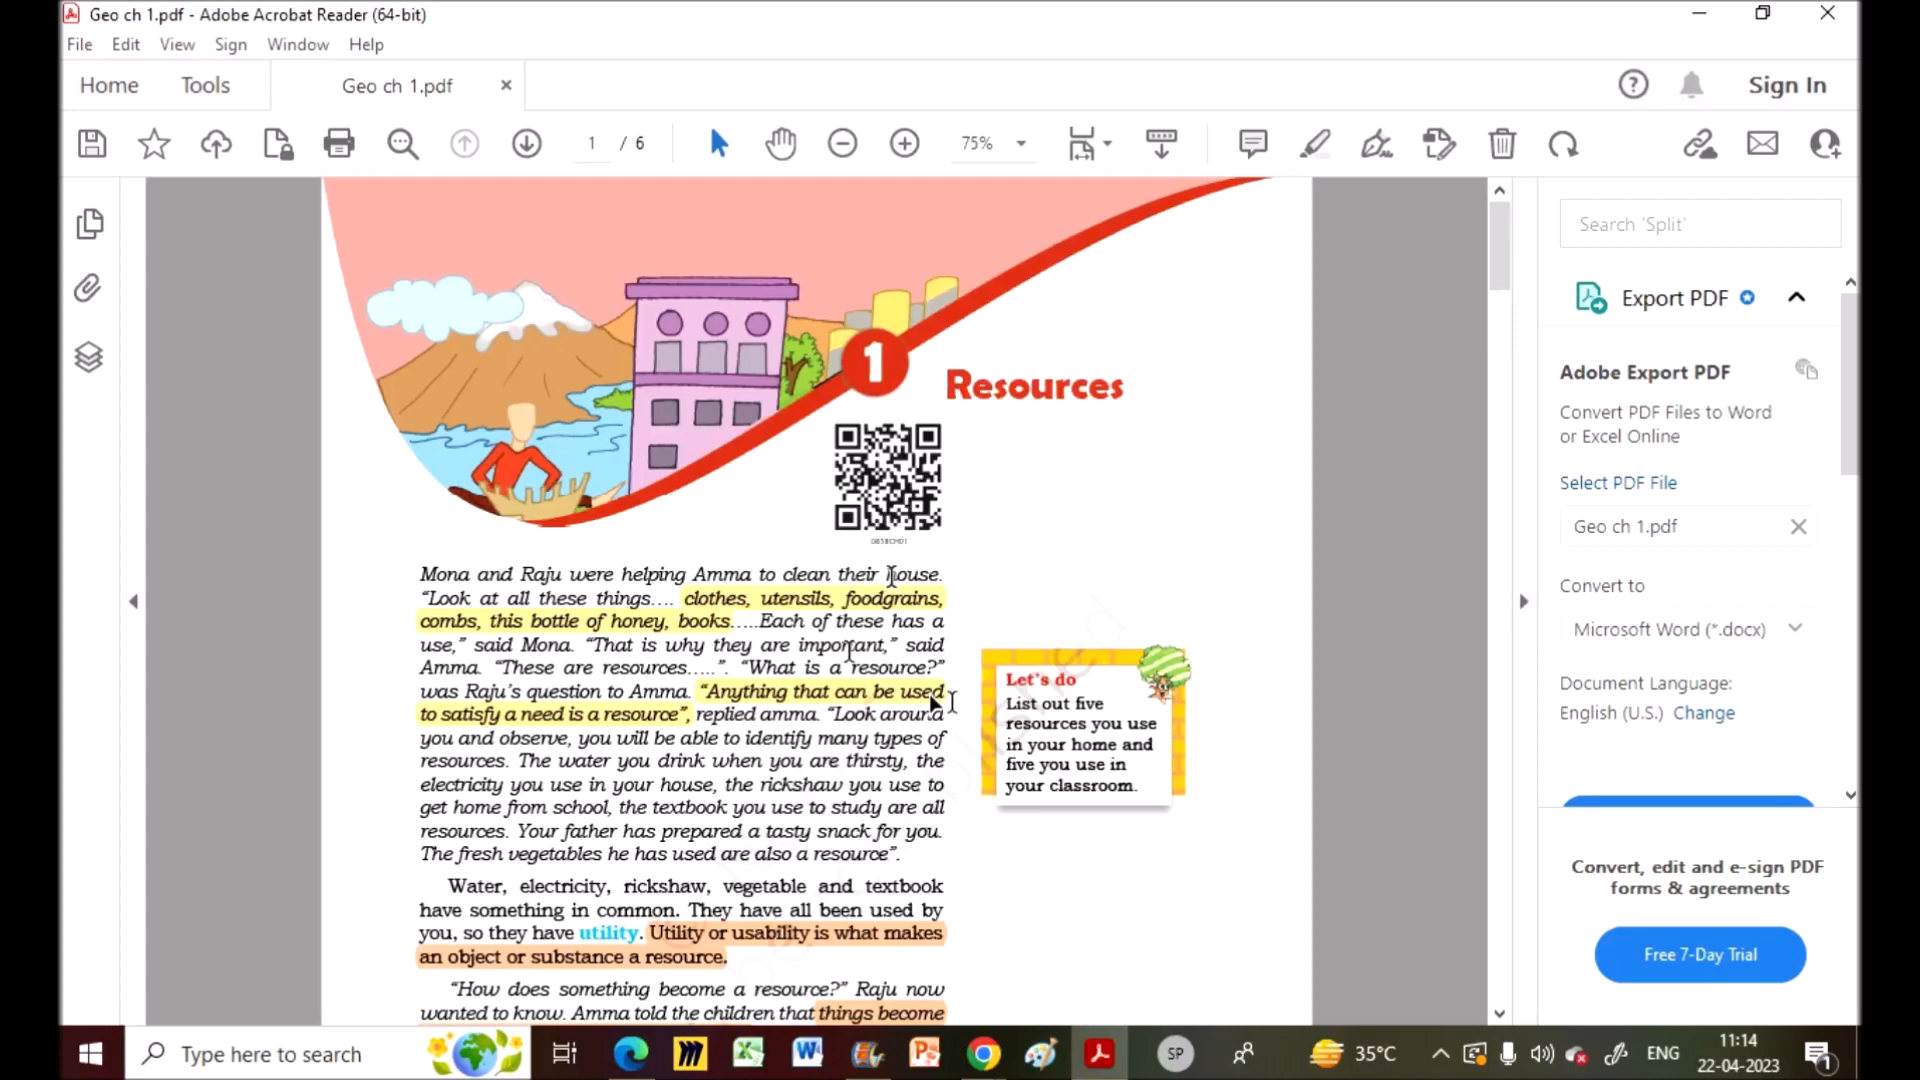 Geo ch 1.pdf - Adobe Acrobat Reader (64-bit)
File Edit View Sign Window Help
Home Tools Geo ch 1.pdf Sign In
1 / 6 75%
Search 'Split'
Export PDF
Adobe Export PDF
Convert PDF Files to Word
or Excel Online
Select PDF File
Geo ch 1.pdf
Convert to
Microsoft Word (*.docx)
Document Language:
English (U.S.) Change
Convert, edit and e-sign PDF
forms & agreements
Free 7-Day Trial
1
Resources
Mona and Raju were helping Amma to clean their house.
“Look at all these things.... clothes, utensils, foodgrains,
combs, this bottle of honey, books.....Each of these has a
use,” said Mona. “That is why they are important,” said
Amma. “These are resources.....”. “What is a resource?”
was Raju’s question to Amma. “Anything that can be used
to satisfy a need is a resource”, replied amma. “Look around
you and observe, you will be able to identify many types of
resources. The water you drink when you are thirsty, the
electricity you use in your house, the rickshaw you use to
get home from school, the textbook you use to study are all
resources. Your father has prepared a tasty snack for you.
The fresh vegetables he has used are also a resource”.
Water, electricity, rickshaw, vegetable and textbook
have something in common. They have all been used by
you, so they have utility. Utility or usability is what makes
an object or substance a resource.
“How does something become a resource?” Raju now
wanted to know. Amma told the children that things become
Let’s do
List out five
resources you use
in your home and
five you use in
your classroom.
Type here to search
SP
35°C
ENG
11:14
22-04-2023
1